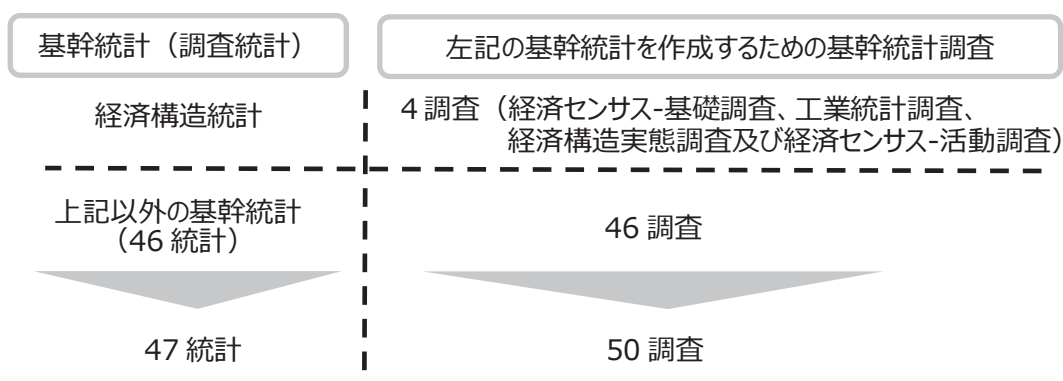 基幹統計（調査統計）
左記の基幹統計を作成するための基幹統計調査
経済構造統計
４調査（経済センサス-基礎調査、工業統計調査、
経済構造実態調査及び経済センサス-活動調査）
上記以外の基幹統計
（46 統計）
46 調査
47 統計
50 調査